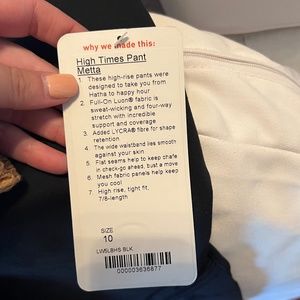 why we made this:
High Times Pant
Metta
1. These high-rise pants were
designed to take you from
Hatha to happy hour
2. Full-On Luon® fabric is
sweat-wicking and four-way
stretch with incredible
support and coverage
3. Added LYCRA® fibre for shape
retention.
4. The wide waistband lies smooth
against your skin.
5. Flat seams help to keep chafe
in check-go ahead, bust a move
6. Mesh fabric panels help keep
you cool
7. High rise, tight fit,
7/8-length
SIZE
10
LW5LBHS BLK
000003636877